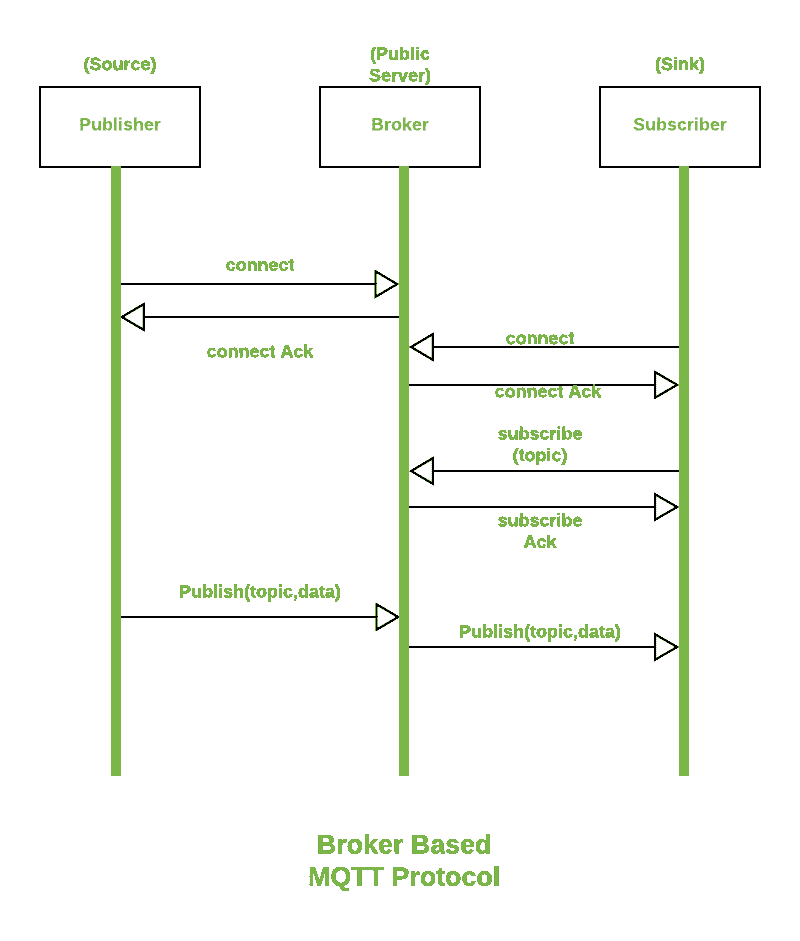 (Source)
(Public
Server)
(Sink)
Publisher
Broker
Subscriber
connect
connect Ack
connect
connect Ack
subscribe
(topic)
subscribe
Ack
Publish(topic,data)
Publish(topic,data)
Broker Based
MQTT Protocol